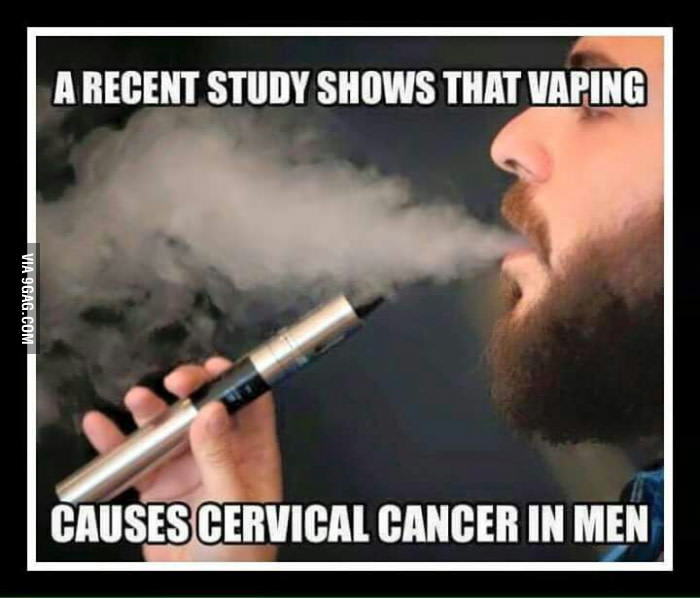 A RECENT STUDY SHOWS THAT VAPING
VIA 9GAG.COM
CAUSES CERVICAL CANCER IN MEN